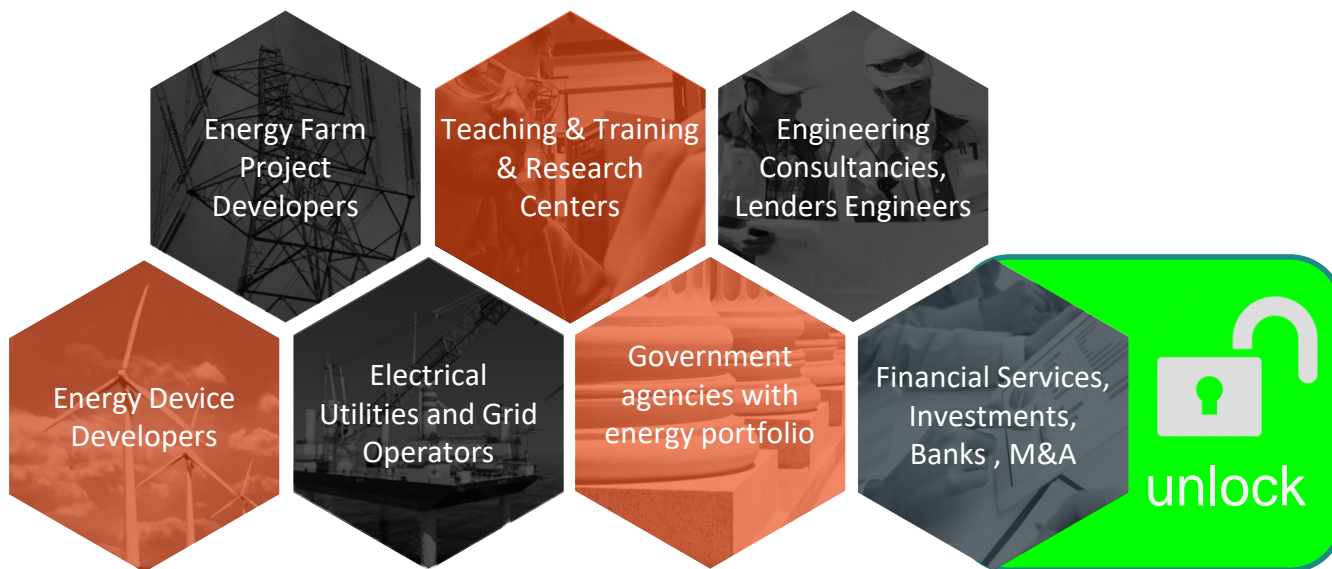 Energy Farm
Project
Developers
Teaching & Training
& Research
Centers
Engineering
Consultancies,
Lenders Engineers
Energy Device
Developers
Electrical
Utilities and Grid
Operators
Government
agencies with
energy portfolio
Financial Services,
Investments,
Banks , M&A
unlock